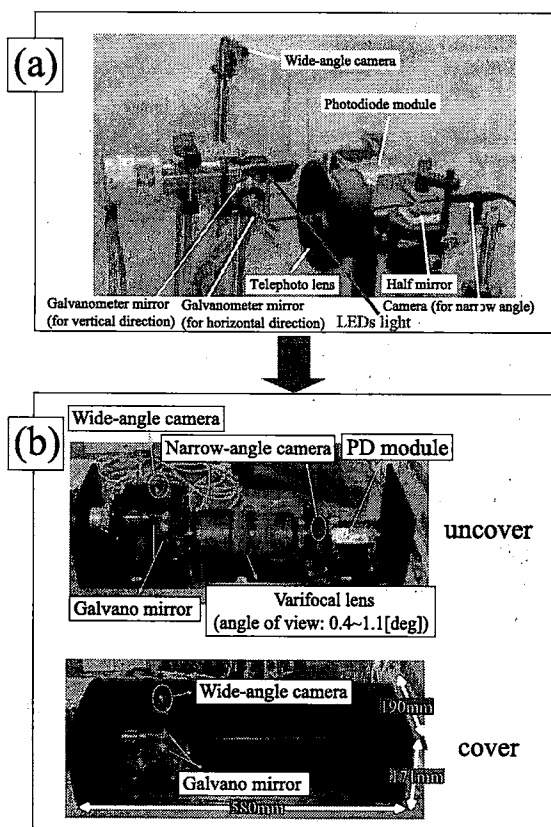 (a)
Wide-angle camera
Photodiode module
Telephoto lens
Half mirror
Galvanometer mirror
(for vertical direction)
Galvanometer mirror
(for horizontal direction)
LEDs light
Camera (for narrow angle)
(b)
Wide-angle camera
Narrow-angle camera
PD module
uncover
Galvano mirror
Varifocal lens
(angle of view: 0.4~1.1[deg])
Wide-angle camera
190mm
cover
171mm
Galvano mirror
580mm